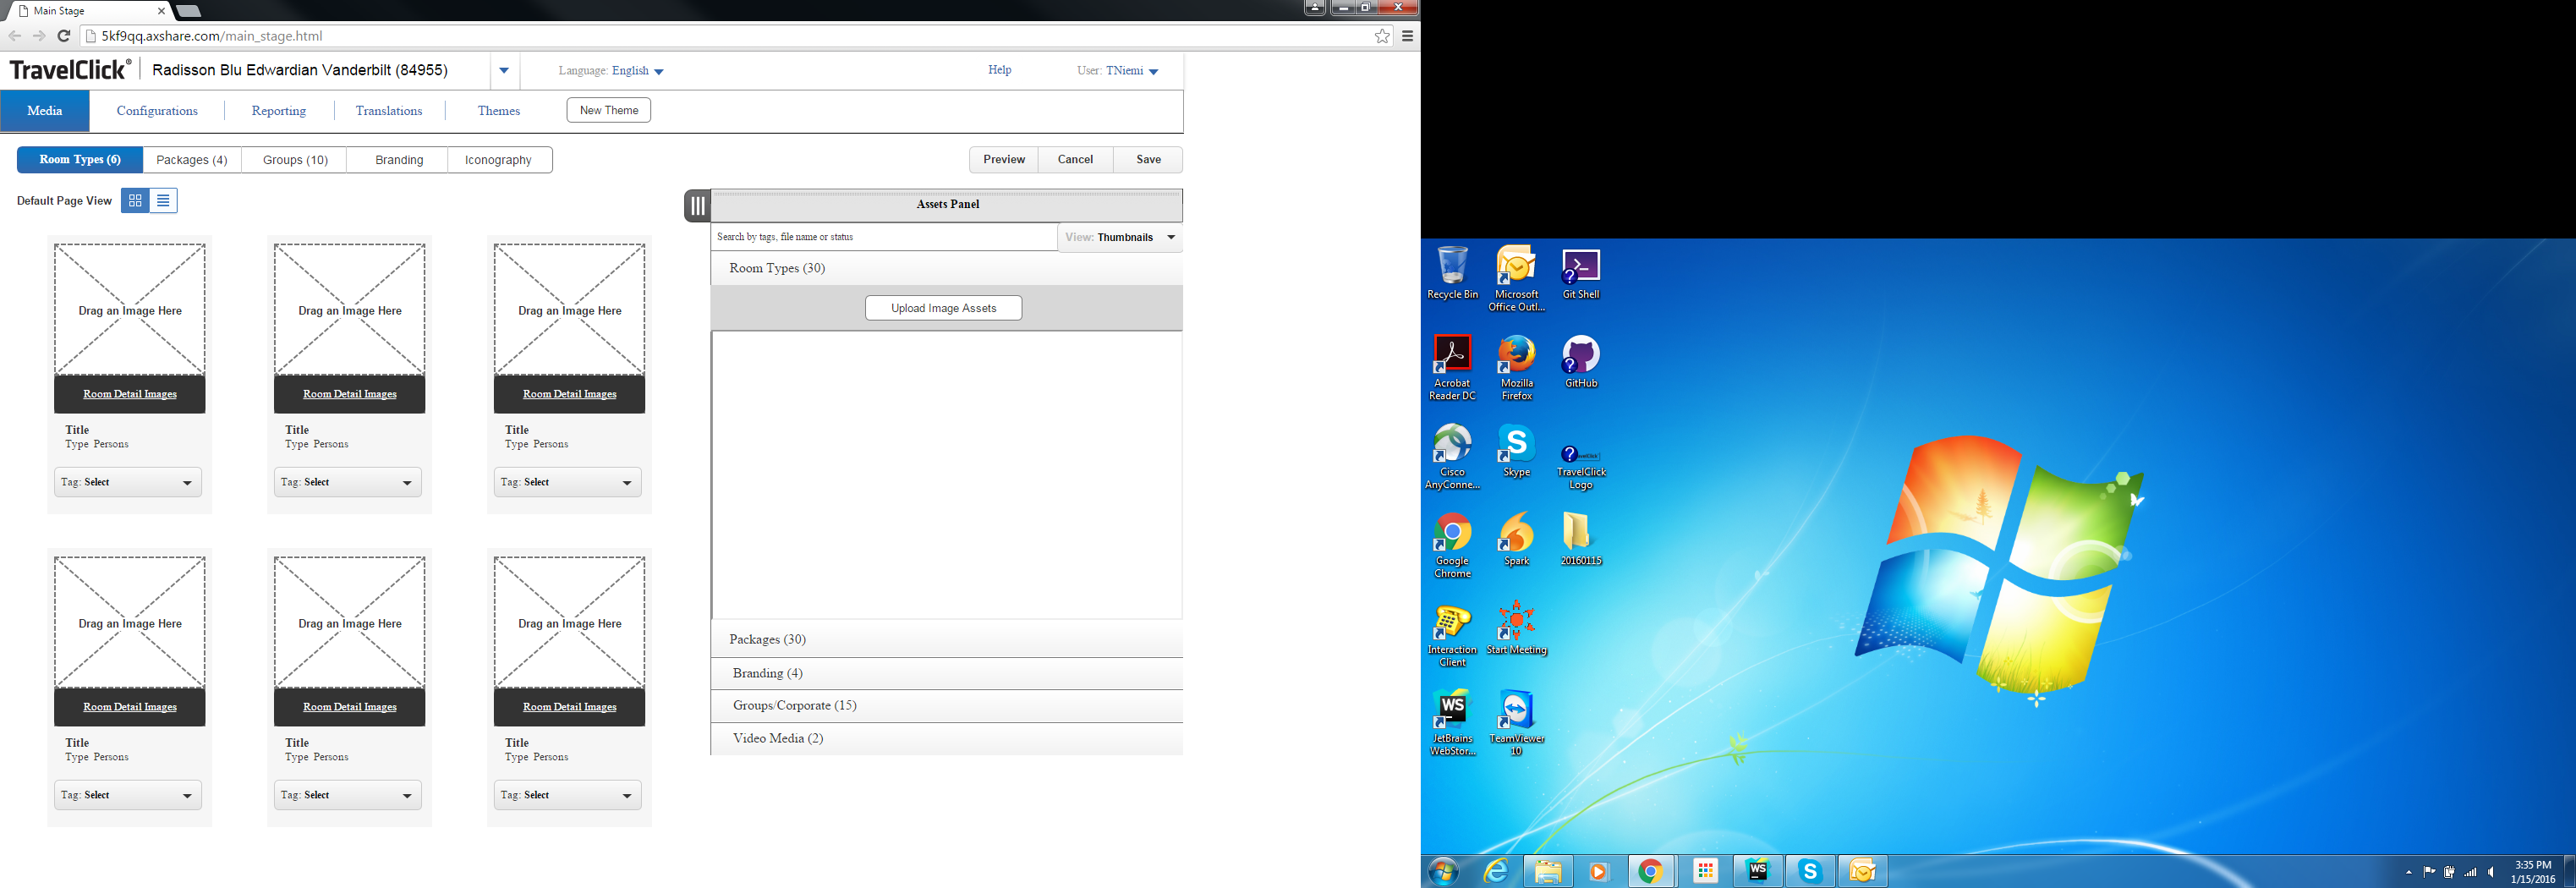 Main Stage
5kf9qq.axshare.com/main_stage.html
TravelClick® Radisson Blu Edwardian Vanderbilt (84955) Language: English Help User: TNiemi
Media Configurations Reporting Translations Themes New Theme
Room Types (6) Packages (4) Groups (10) Branding Iconography Preview Cancel Save
Default Page View
Assets Panel
Search by tags, file name or status View: Thumbnails
Room Types (30)
Upload Image Assets
Drag an Image Here Drag an Image Here Drag an Image Here
Room Detail Images Room Detail Images Room Detail Images
Title Title Title
Type Persons Type Persons Type Persons
Tag: Select Tag: Select Tag: Select
Drag an Image Here Drag an Image Here Drag an Image Here
Room Detail Images Room Detail Images Room Detail Images
Title Title Title
Type Persons Type Persons Type Persons
Tag: Select Tag: Select Tag: Select
Packages (30)
Branding (4)
Groups/Corporate (15)
Video Media (2)
Recycle Bin Microsoft Office Outl... Git Shell
Acrobat Reader DC Mozilla Firefox GitHub
Cisco AnyConne... Skype TravelClick Logo
Google Chrome Spark 20160115
Interaction Client Start Meeting
WS
JetBrains WebStor... TeamViewer 10
WS
3:35 PM
1/15/2016